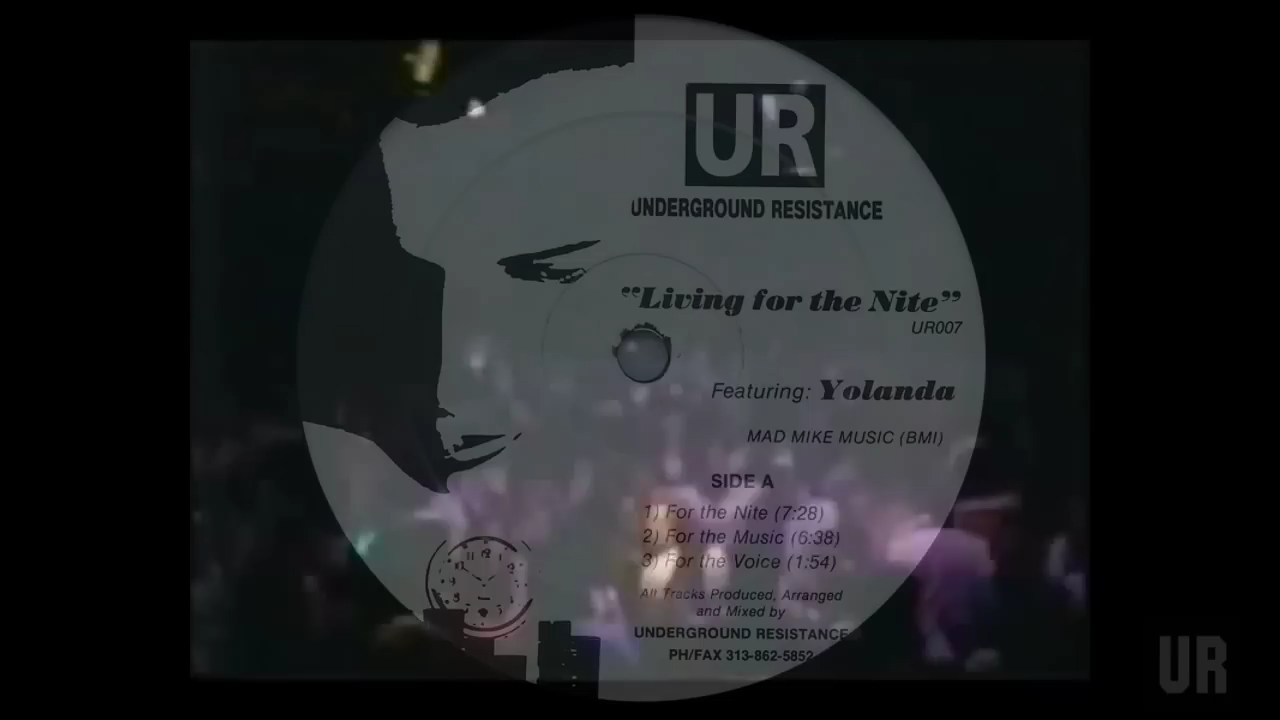 UR
UNDERGROUND RESISTANCE
“Living for the Nite”
UR007
Featuring: Yolanda
MAD MIKE MUSIC (BMI)
SIDE A
1) For the Nite (7:28)
2) For the Music (6:38)
3) For the Voice (1:54)
All Tracks Produced, Arranged
and Mixed by
UNDERGROUND RESISTANCE
PH/FAX 313-862-5852
UR